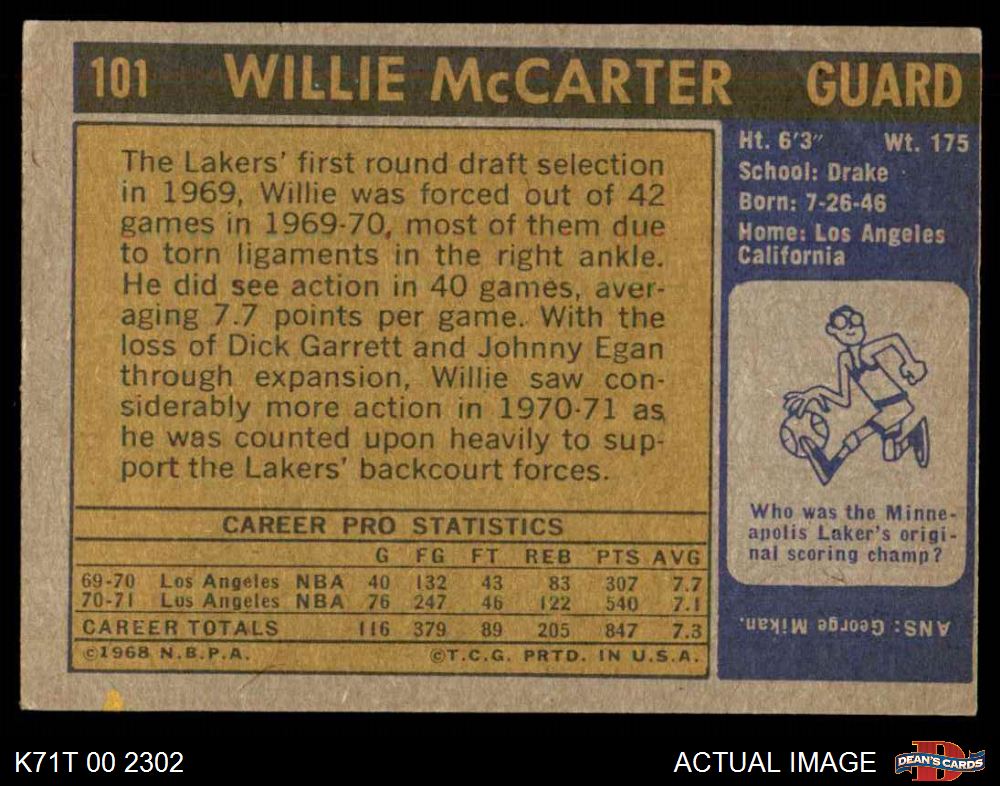 101 WILLIE McCARTER GUARD
The Lakers' first round draft selection
in 1969, Willie was forced out of 42
games in 1969-70, most of them due
to torn ligaments in the right ankle.
He did see action in 40 games, aver-
aging 7.7 points per game. With the
loss of Dick Garrett and Johnny Egan
through expansion, Willie saw con-
siderably more action in 1970-71 as
he was counted upon heavily to sup-
port the Lakers' backcourt forces.
CAREER PRO STATISTICS
G FG FT REB PTS AVG
69-70 Los Angeles NBA 40 132 43 83 307 7.7
70-71 Los Angeles NBA 76 247 46 122 540 7.1
CAREER TOTALS 116 379 89 205 847 7.3
©1968 N.B.P.A. ©T.C.G. PRTD. IN U.S.A.
Ht. 6'3" Wt. 175
School: Drake
Born: 7-26-46
Home: Los Angeles
California
Who was the Minne-
apolis Laker's origi-
nal scoring champ?
ANS: George Mikan.
K71T 00 2302
ACTUAL IMAGE
D
DEAN'S CARDS